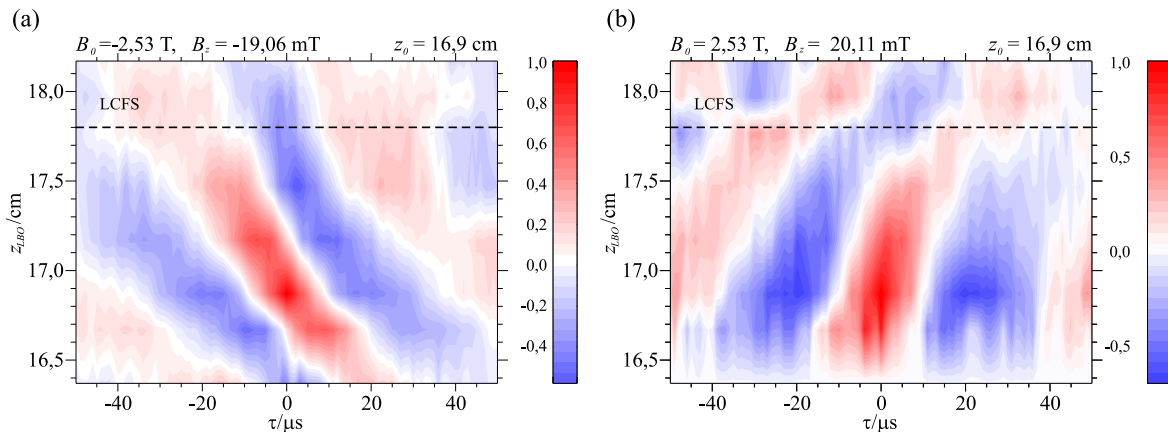 (a)
B₀=-2,53 T, B_z = -19,06 mT z₀ = 16,9 cm
1,0
0,8
0,6
0,4
0,2
0,0
-0,2
-0,4
18,0
17,5
17,0
16,5
z_LBO/cm
LCFS
-40 -20 0 20 40
τ/μs
(b)
B₀= 2,53 T, B_z = 20,11 mT z₀ = 16,9 cm
1,0
0,5
0,0
-0,5
18,0
17,5
17,0
16,5
z_LBO/cm
LCFS
-40 -20 0 20 40
τ/μs